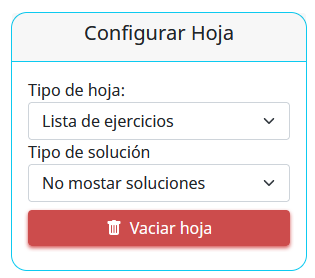 Configurar Hoja
Tipo de hoja:
Lista de ejercicios
Tipo de solución
No mostar soluciones
Vaciar hoja